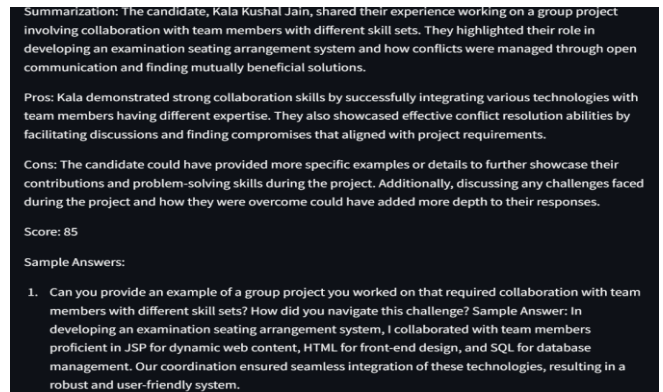 Summarization: The candidate, Kala Kushal Jain, shared their experience working on a group project
involving collaboration with team members with different skill sets. They highlighted their role in
developing an examination seating arrangement system and how conflicts were managed through open
communication and finding mutually beneficial solutions.
Pros: Kala demonstrated strong collaboration skills by successfully integrating various technologies with
team members having different expertise. They also showcased effective conflict resolution abilities by
facilitating discussions and finding compromises that aligned with project requirements.
Cons: The candidate could have provided more specific examples or details to further showcase their
contributions and problem-solving skills during the project. Additionally, discussing any challenges faced
during the project and how they were overcome could have added more depth to their responses.
Score: 85
Sample Answers:
1. Can you provide an example of a group project you worked on that required collaboration with team
members with different skill sets? How did you navigate this challenge? Sample Answer: In
developing an examination seating arrangement system, I collaborated with team members
proficient in JSP for dynamic web content, HTML for front-end design, and SQL for database
management. Our coordination ensured seamless integration of these technologies, resulting in a
robust and user-friendly system.